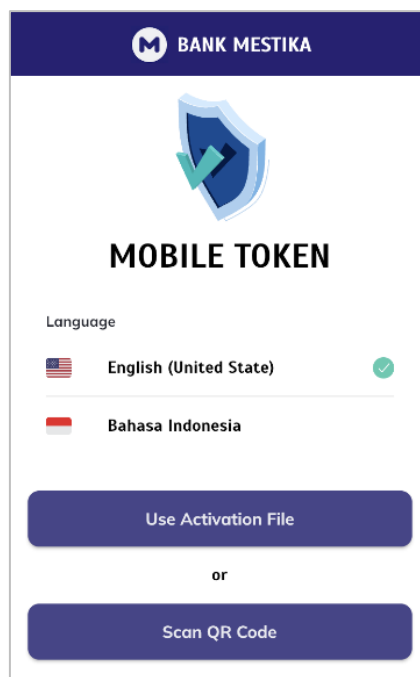 BANK MESTIKA
MOBILE TOKEN
Language
English (United State)
Bahasa Indonesia
Use Activation File
or
Scan QR Code